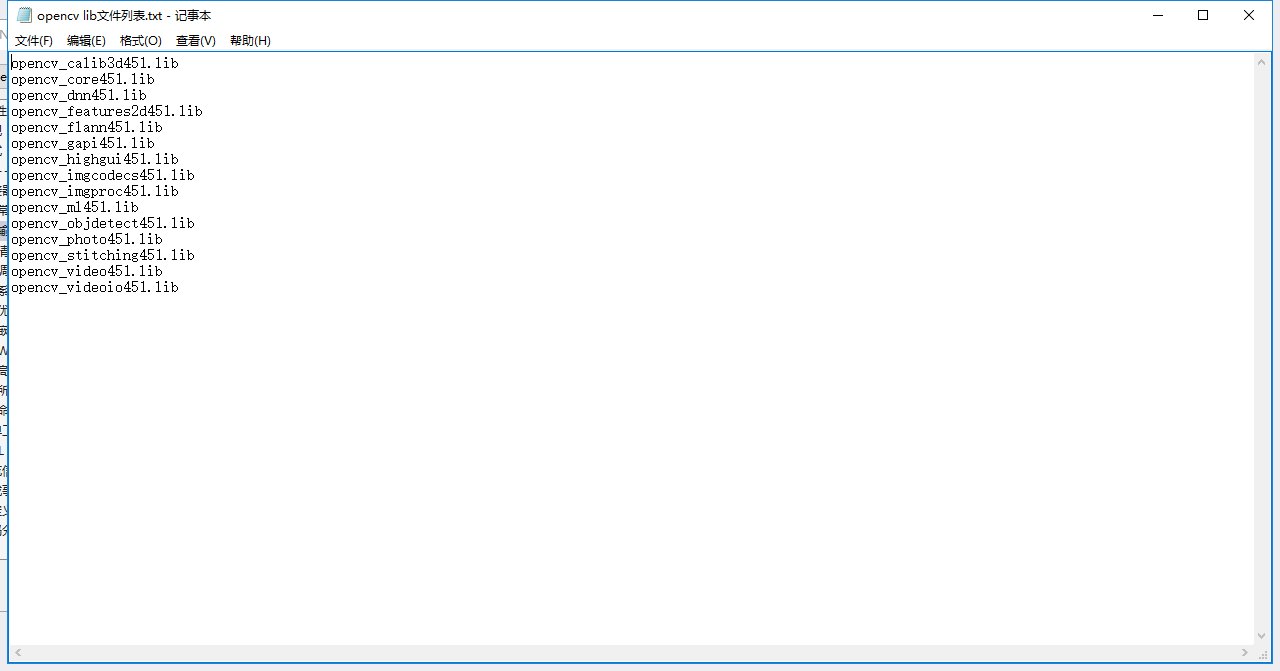 opencv lib文件列表.txt - 记事本
文件(F) 编辑(E) 格式(O) 查看(V) 帮助(H)
opencv_calib3d451.lib
opencv_core451.lib
opencv_dnn451.lib
opencv_features2d451.lib
opencv_flann451.lib
opencv_gapi451.lib
opencv_highgui451.lib
opencv_imgcodecs451.lib
opencv_imgproc451.lib
opencv_ml451.lib
opencv_objdetect451.lib
opencv_photo451.lib
opencv_stitching451.lib
opencv_video451.lib
opencv_videoio451.lib